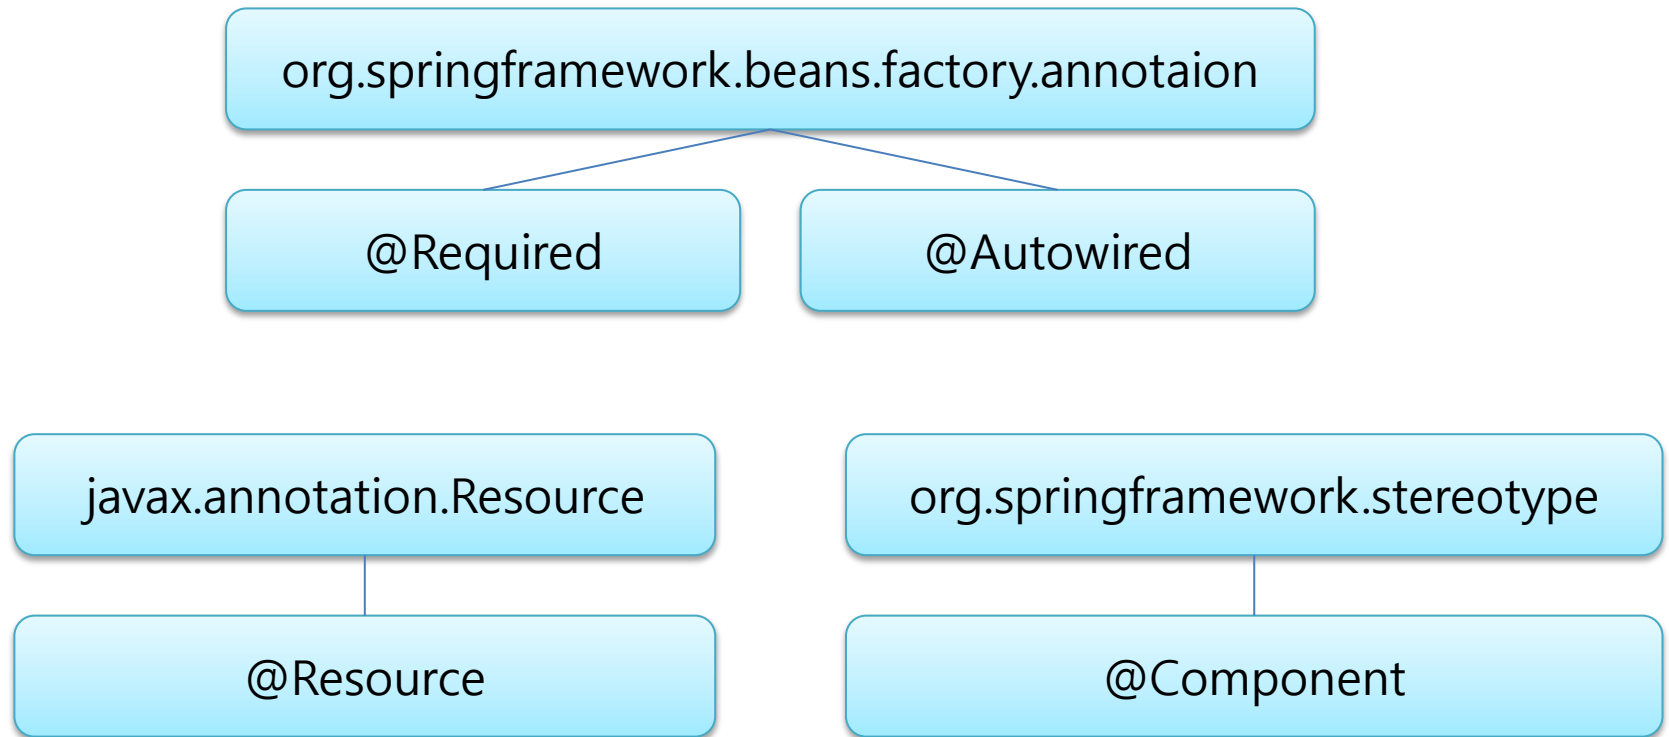 org.springframework.beans.factory.annotaion
@Required
@Autowired
javax.annotation.Resource
org.springframework.stereotype
@Resource
@Component